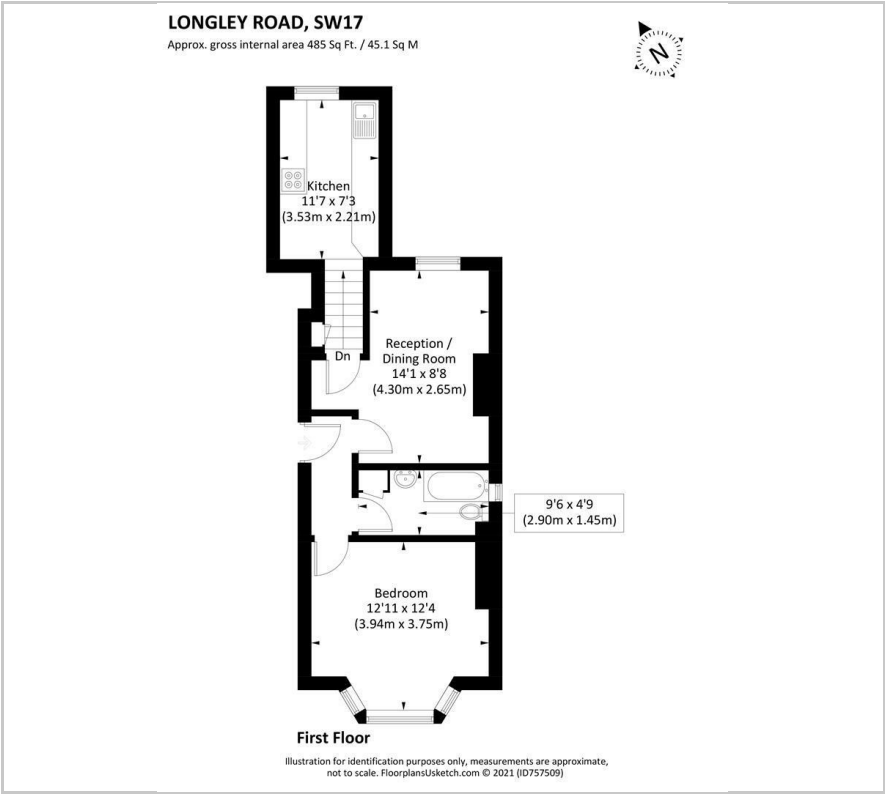 LONGLEY ROAD, SW17
Approx. gross internal area 485 Sq Ft. / 45.1 Sq M
N
Kitchen
11'7 x 7'3
(3.53m x 2.21m)
Dn
Reception /
Dining Room
14'1 x 8'8
(4.30m x 2.65m)
9'6 x 4'9
(2.90m x 1.45m)
Bedroom
12'11 x 12'4
(3.94m x 3.75m)
First Floor
Illustration for identification purposes only, measurements are approximate,
not to scale. FloorplansUsketch.com © 2021 (ID757509)